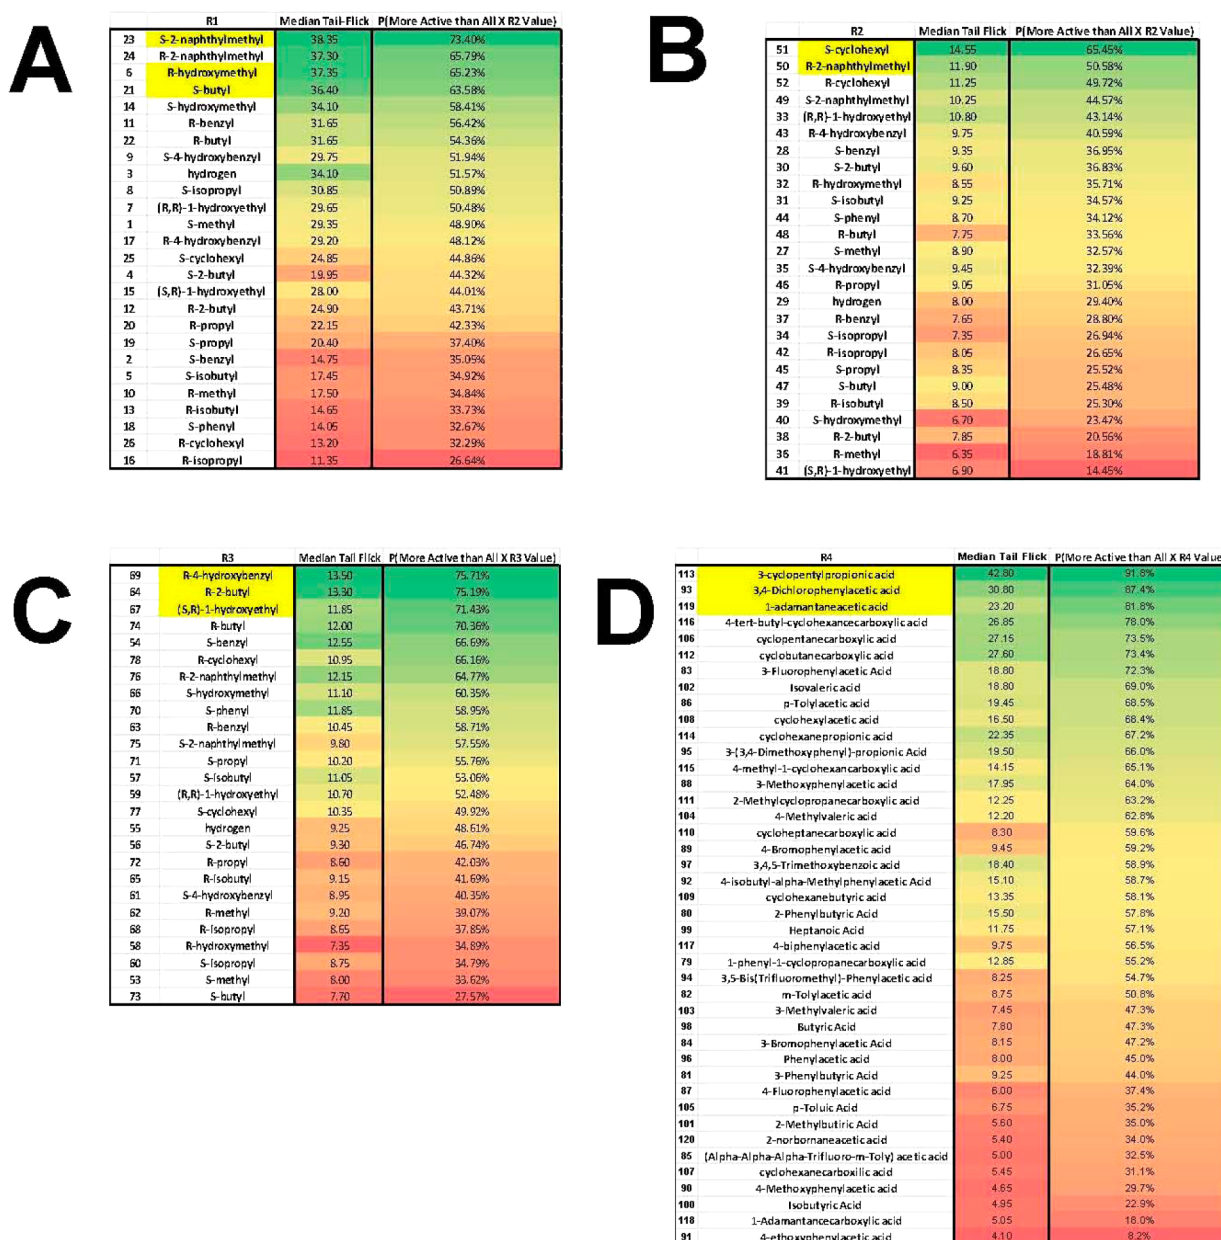 A
R1 Median Tail-Flick P(More Active than All X R2 Value)
23 S-2-naphthylmethyl 38.35 73.40%
24 R-2-naphthylmethyl 37.30 65.79%
6 R-hydroxymethyl 37.35 65.23%
21 S-butyl 36.40 63.58%
14 S-hydroxymethyl 34.10 58.41%
11 R-benzyl 31.65 56.42%
22 R-butyl 31.65 54.36%
9 S-4-hydroxybenzyl 29.75 51.94%
3 hydrogen 34.10 51.57%
8 S-isopropyl 30.85 50.89%
7 (R,R)-1-hydroxyethyl 29.65 50.48%
1 S-methyl 29.35 48.90%
17 R-4-hydroxybenzyl 29.20 48.12%
25 S-cyclohexyl 24.85 44.86%
4 S-2-butyl 19.95 44.32%
15 (S,R)-1-hydroxyethyl 28.00 44.01%
12 R-2-butyl 24.90 43.71%
20 R-propyl 22.15 42.33%
19 S-propyl 20.40 37.40%
2 S-benzyl 14.75 35.05%
5 S-isobutyl 17.45 34.92%
10 R-methyl 17.50 34.84%
13 R-isobutyl 14.65 33.73%
18 S-phenyl 14.05 32.67%
26 R-cyclohexyl 13.20 32.29%
16 R-isopropyl 11.35 26.64%
B
R2 Median Tail Flick P(More Active than All X R2 Value)
51 S-cyclohexyl 14.55 65.45%
50 R-2-naphthylmethyl 11.90 50.58%
52 R-cyclohexyl 11.25 49.72%
49 S-2-naphthylmethyl 10.25 44.57%
33 (R,R)-1-hydroxyethyl 10.80 43.14%
43 R-4-hydroxybenzyl 9.75 40.59%
28 S-benzyl 9.35 36.95%
30 S-2-butyl 9.60 36.83%
32 R-hydroxymethyl 8.55 35.71%
31 S-isobutyl 9.25 34.57%
44 S-phenyl 8.70 34.12%
48 R-butyl 7.75 33.56%
27 S-methyl 8.90 32.57%
35 S-4-hydroxybenzyl 9.45 32.39%
46 R-propyl 9.05 31.05%
29 hydrogen 8.00 29.40%
37 R-benzyl 7.65 28.80%
34 S-isopropyl 7.35 26.94%
42 R-isopropyl 8.05 26.65%
45 S-propyl 8.35 25.52%
47 S-butyl 9.00 25.48%
39 R-isobutyl 8.50 25.30%
40 S-hydroxymethyl 6.70 23.47%
38 R-2-butyl 7.85 20.56%
36 R-methyl 6.35 18.81%
41 (S,R)-1-hydroxyethyl 6.90 14.45%
C
R3 Median Tail Flick P(More Active than All X R3 Value)
69 R-4-hydroxybenzyl 13.50 75.71%
64 R-2-butyl 13.30 75.19%
67 (S,R)-1-hydroxyethyl 11.85 71.43%
74 R-butyl 12.00 70.36%
54 S-benzyl 12.55 66.69%
78 R-cyclohexyl 10.95 66.16%
76 R-2-naphthylmethyl 12.15 64.77%
66 S-hydroxymethyl 11.10 60.35%
70 S-phenyl 11.85 58.95%
63 R-benzyl 10.45 58.71%
75 S-2-naphthylmethyl 9.80 57.55%
71 S-propyl 10.20 55.76%
57 S-isobutyl 11.05 53.06%
59 (R,R)-1-hydroxyethyl 10.70 52.48%
77 S-cyclohexyl 10.35 49.92%
55 hydrogen 9.25 48.61%
56 S-2-butyl 9.30 46.74%
72 R-propyl 8.60 42.03%
65 R-isobutyl 9.15 41.69%
61 S-4-hydroxybenzyl 8.95 40.35%
62 R-methyl 9.20 39.07%
68 R-isopropyl 8.65 37.85%
58 R-hydroxymethyl 7.35 34.89%
60 S-isopropyl 8.75 34.79%
53 S-methyl 8.00 33.62%
73 S-butyl 7.70 27.57%
D
R4 Median Tail Flick P(More Active than All X R4 Value)
113 3-cyclopentylpropionic acid 42.80 91.8%
93 3,4-Dichlorophenylacetic acid 30.80 87.4%
119 1-adamantaneacetic acid 23.20 81.8%
116 4-tert-butyl-cyclohexancecarboxylic acid 26.85 78.0%
106 cyclopentanecarboxylic acid 27.15 73.5%
112 cyclobutanecarboxylic acid 27.60 73.4%
83 3-Fluorophenylacetic Acid 18.80 72.3%
102 Isovaleric acid 18.80 69.0%
86 p-Tolylacetic acid 19.45 68.5%
108 cyclohexylacetic acid 16.50 68.4%
114 cyclohexanepropionic acid 22.35 67.2%
95 3-(3,4-Dimethoxyphenyl)-propionic Acid 19.50 66.0%
115 4-methyl-1-cyclohexancarboxylic acid 14.15 65.1%
88 3-Methoxyphenylacetic Acid 17.95 64.0%
111 2-Methylcyclopropanecarboxylic acid 12.25 63.2%
104 4-Methylvaleric acid 12.20 62.8%
110 cycloheptanecarboxylic acid 8.30 59.6%
89 4-Bromophenylacetic Acid 9.45 59.2%
97 3,4,5-Trimethoxybenzoic acid 18.40 58.9%
92 4-isobutyl-alpha-Methylphenylacetic Acid 15.10 58.7%
109 cyclohexanebutyric acid 13.35 58.1%
80 2-Phenylbutyric Acid 15.50 57.8%
99 Heptanoic Acid 11.75 57.1%
117 4-biphenylacetic acid 9.75 56.5%
79 1-phenyl-1-cyclopropanecarboxylic acid 12.85 55.2%
94 3,5-Bis(Trifluoromethyl)-Phenylacetic Acid 8.25 54.7%
82 m-Tolylacetic acid 8.75 50.8%
103 3-Methylvaleric acid 7.45 47.3%
98 Butyric Acid 7.80 47.3%
84 3-Bromophenylacetic Acid 8.15 47.2%
96 Phenylacetic acid 8.00 45.0%
81 3-Phenylbutyric Acid 9.25 44.0%
87 4-Fluorophenylacetic Acid 6.00 37.4%
105 p-Toluic Acid 6.75 35.2%
101 2-Methylbutiric Acid 5.60 35.0%
120 2-norbornaneacetic acid 5.40 34.0%
85 (Alpha-Alpha-Alpha-Trifluoro-m-Toly) acetic acid 5.00 32.5%
107 cyclohexanecarboxilic acid 5.45 31.1%
90 4-Methoxyphenylacetic acid 4.65 29.7%
100 Isobutyric Acid 4.95 22.9%
118 1-Adamantancecarboxylic acid 5.05 18.0%
91 4-ethoxyphenylacetic acid 4.10 8.2%